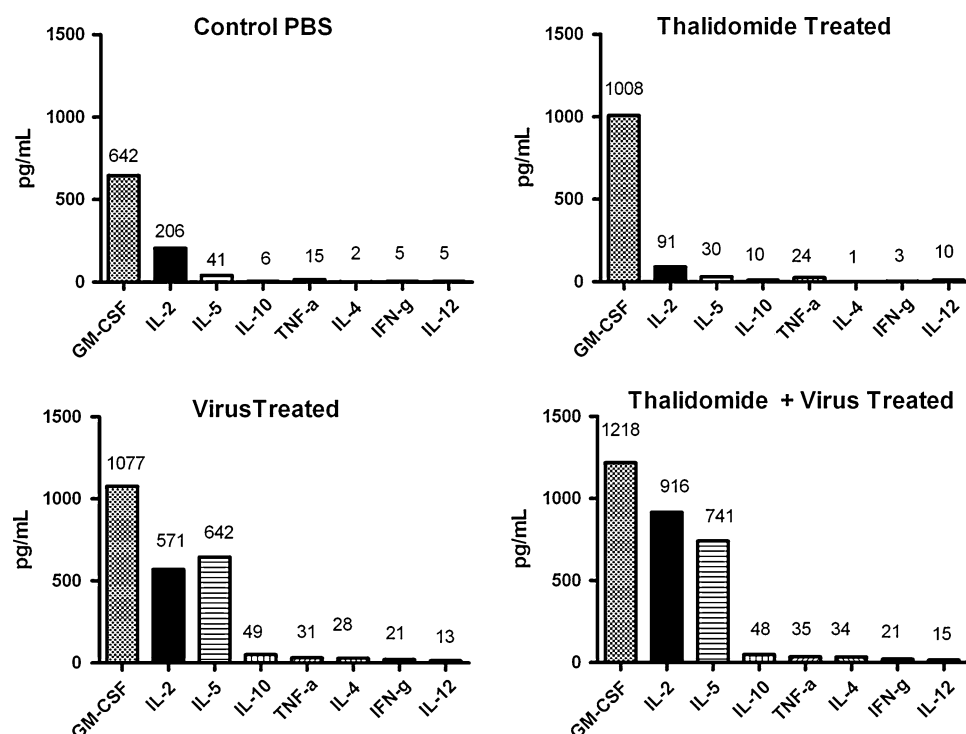 Control PBS
1500
1000
500
0
pg/mL
642
206
41
6
15
2
5
5
GM-CSF
IL-2
IL-5
IL-10
TNF-a
IL-4
IFN-g
IL-12
Thalidomide Treated
1500
1000
500
0
pg/mL
1008
91
30
10
24
1
3
10
GM-CSF
IL-2
IL-5
IL-10
TNF-a
IL-4
IFN-g
IL-12
VirusTreated
1500
1000
500
0
pg/mL
1077
571
642
49
31
28
21
13
GM-CSF
IL-2
IL-5
IL-10
TNF-a
IL-4
IFN-g
IL-12
Thalidomide + Virus Treated
1500
1000
500
0
pg/mL
1218
916
741
48
35
34
21
15
GM-CSF
IL-2
IL-5
IL-10
TNF-a
IL-4
IFN-g
IL-12